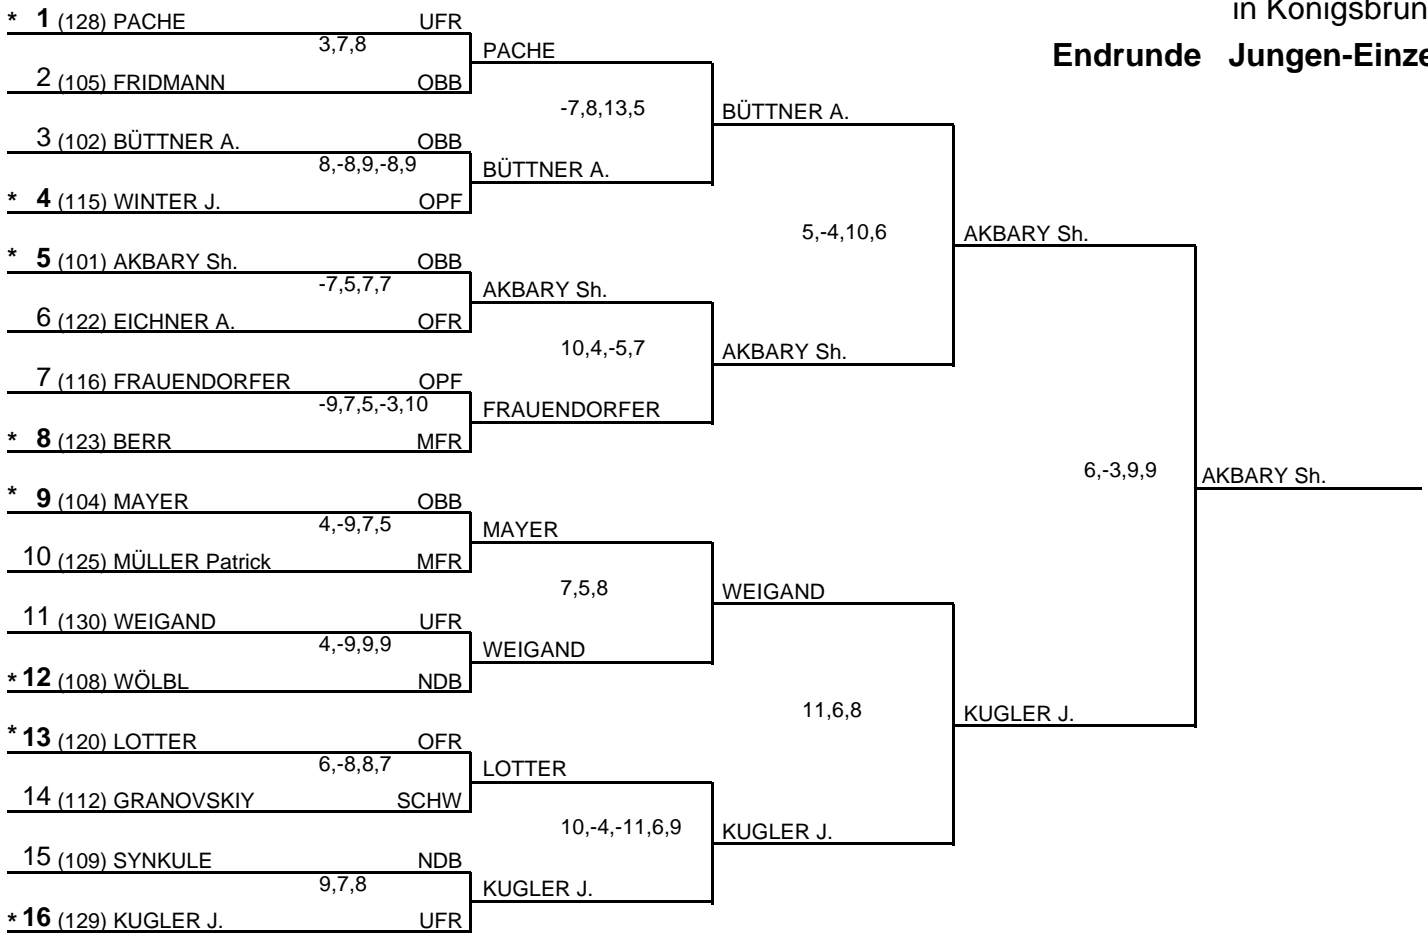 in Königsbrun
Endrunde Jungen-Einze
* 1 (128) PACHE UFR
3,7,8
PACHE
2 (105) FRIDMANN OBB
-7,8,13,5
BÜTTNER A.
3 (102) BÜTTNER A. OBB
8,-8,9,-8,9
BÜTTNER A.
* 4 (115) WINTER J. OPF
5,-4,10,6
AKBARY Sh.
* 5 (101) AKBARY Sh. OBB
-7,5,7,7
AKBARY Sh.
6 (122) EICHNER A. OFR
10,4,-5,7
AKBARY Sh.
7 (116) FRAUENDORFER OPF
-9,7,5,-3,10
FRAUENDORFER
* 8 (123) BERR MFR
6,-3,9,9
AKBARY Sh.
* 9 (104) MAYER OBB
4,-9,7,5
MAYER
10 (125) MÜLLER Patrick MFR
7,5,8
WEIGAND
11 (130) WEIGAND UFR
4,-9,9,9
WEIGAND
* 12 (108) WÖLBL NDB
11,6,8
KUGLER J.
* 13 (120) LOTTER OFR
6,-8,8,7
LOTTER
14 (112) GRANOVSKIY SCHW
10,-4,-11,6,9
KUGLER J.
15 (109) SYNKULE NDB
9,7,8
KUGLER J.
* 16 (129) KUGLER J. UFR